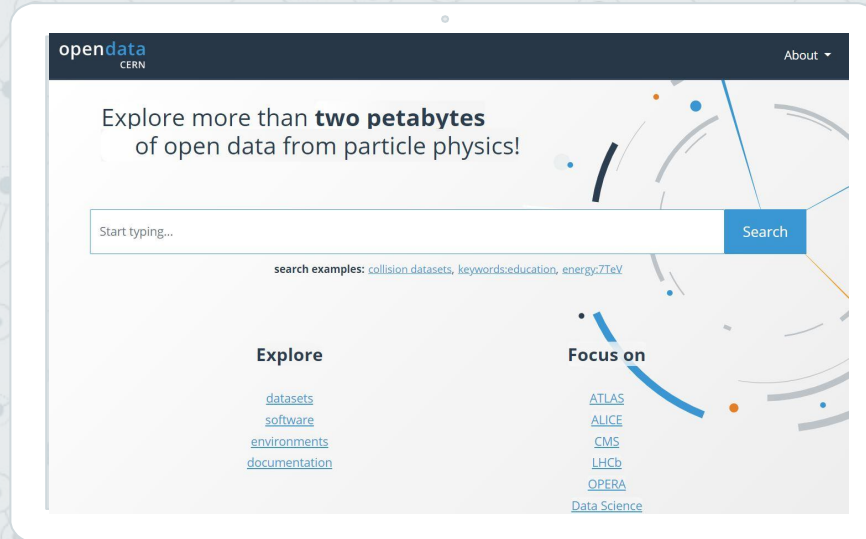 opendata
CERN
About
Explore more than two petabytes
of open data from particle physics!
Start typing...
Search
search examples: collision datasets, keywords:education, energy:7TeV
Explore
datasets
software
environments
documentation
Focus on
ATLAS
ALICE
CMS
LHCb
OPERA
Data Science